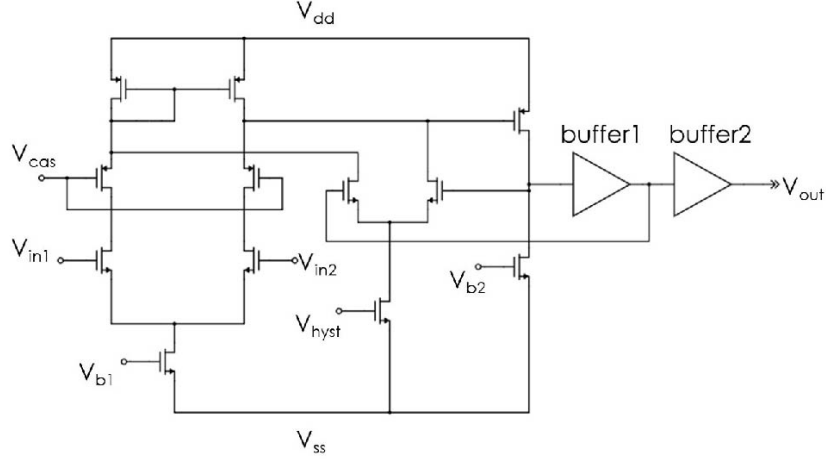 Vdd
buffer1 buffer2
Vcas
Vout
Vin1 Vin2
Vb2
Vhyst
Vb1
Vss